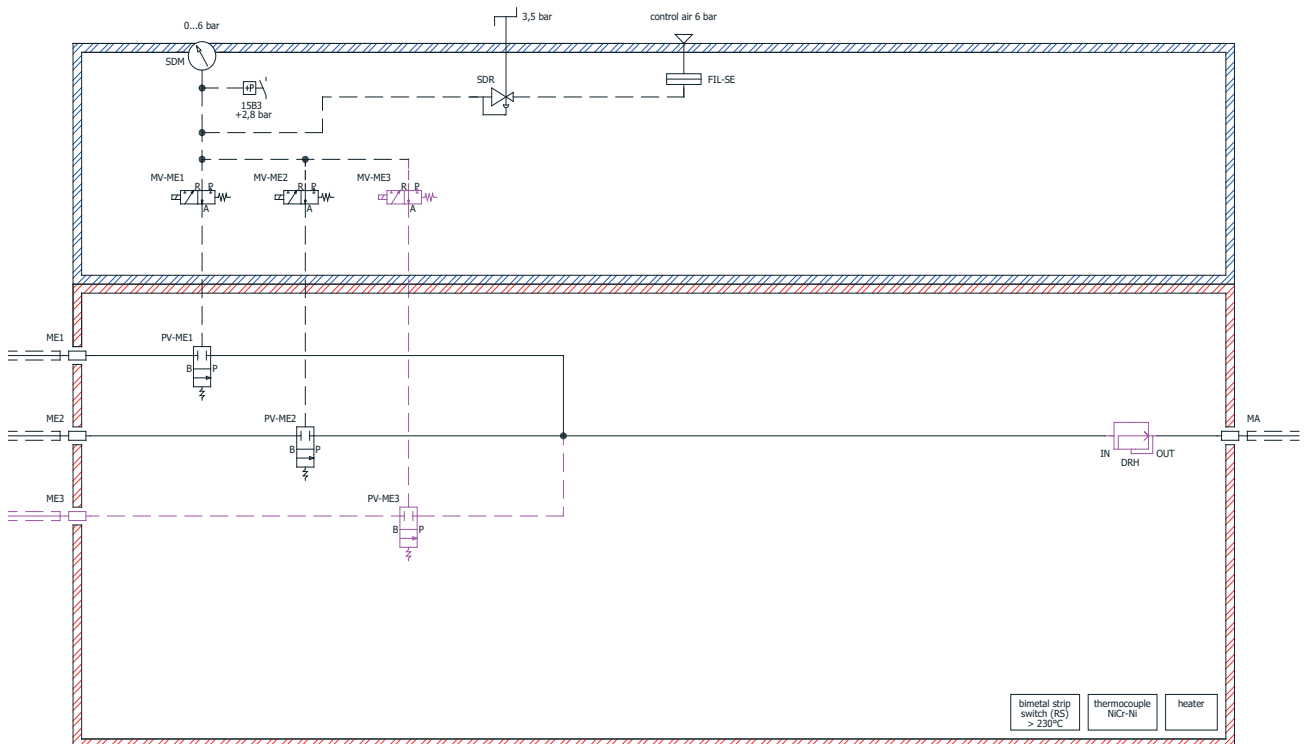 0...6 bar
3,5 bar
control air 6 bar
SDM
SDR
FIL-SE
+P
15B3
+2,8 bar
MV-ME1
R P
A
MV-ME2
R P
A
MV-ME3
R P
A
ME1
PV-ME1
B P
ME2
PV-ME2
B P
MA
IN
OUT
DRH
ME3
PV-ME3
B P
bimetal strip
switch (RS)
> 230°C
thermocouple
NiCr-Ni
heater